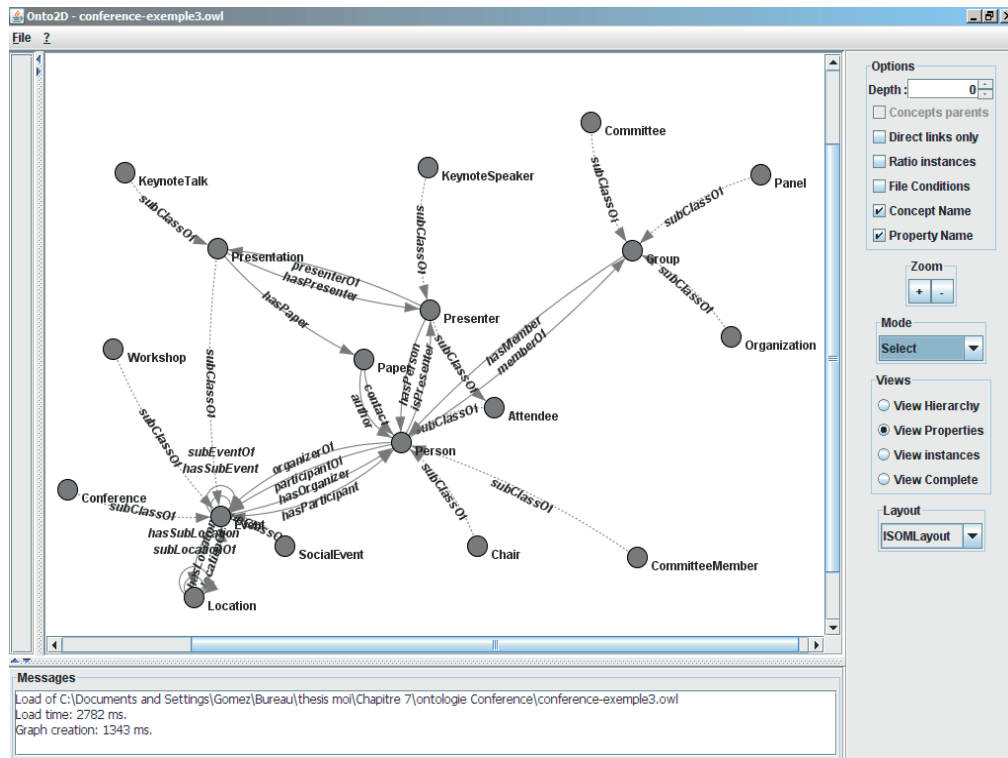 Onto2D - conference-exemple3.owl
File ?
Committee
KeynoteTalk
KeynoteSpeaker
Panel
subClassOf
subClassOf
subClassOf
subClassOf
Presentation
Group
presenterOf
hasPresenter
subClassOf
hasPaper
Presenter
Organization
Workshop
subClassOf
Paper
hasPerson
isPresenter
subClassOf
hasMember
memberOf
contact
author
Attendee
subClassOf
Person
subClassOf
subEventOf
hasSubEvent
organizerOf
participantOf
hasOrganizer
hasParticipant
subClassOf
subClassOf
Conference
subClassOf
Event
hasSubLocation
subLocationOf
SocialEvent
Chair
CommitteeMember
hasLocation
Location
Options
Depth : 0
Concepts parents
Direct links only
Ratio instances
File Conditions
Concept Name
Property Name
Zoom
+ -
Mode
Select
Views
View Hierarchy
View Properties
View instances
View Complete
Layout
ISOMLayout
Messages
Load of C:\Documents and Settings\Gomez\Bureau\thesis moi\Chapitre 7\ontologie Conference\conference-exemple3.owl
Load time: 2782 ms.
Graph creation: 1343 ms.